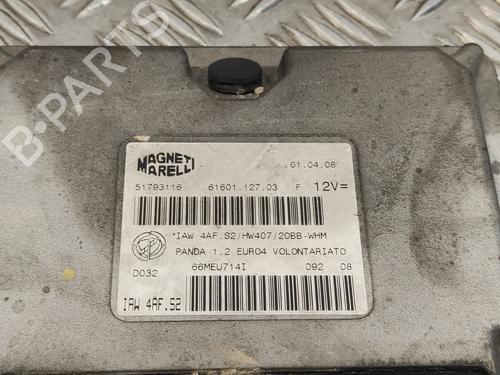 B-PARTS
MAGNETI MARELLI
01.04.08
51793116 61601.127.03 F 12V=
*IAW 4AF.S2/HW407/20BB-WHM
PANDA 1.2 EURO4 VOLONTARIATO
D032 66MEU714I 092 08
IAW 4AF.S2